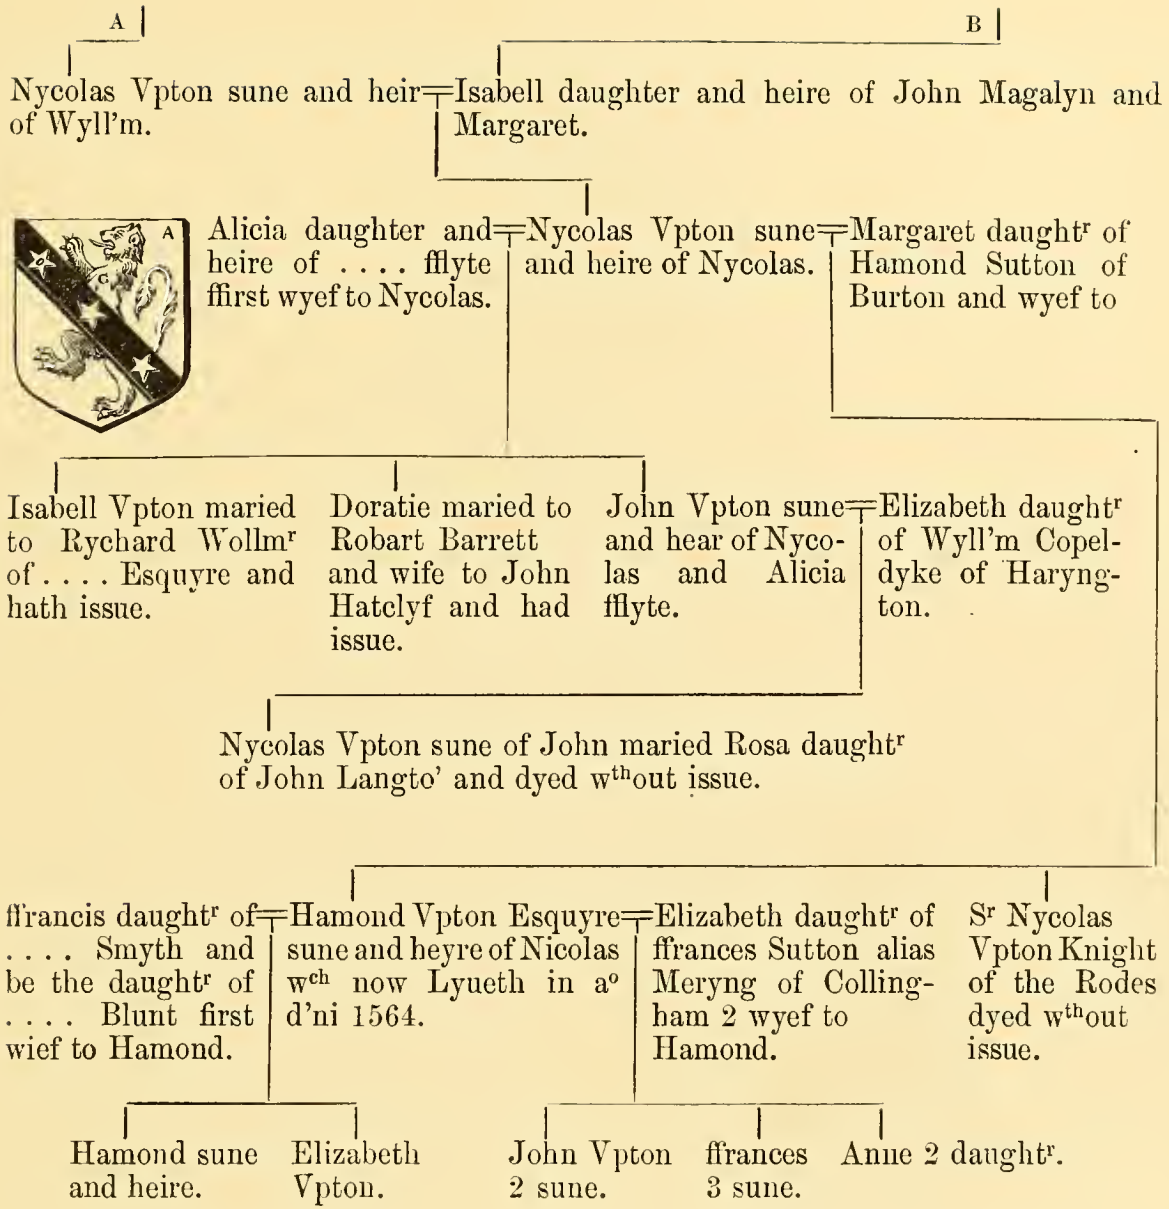 A B
Nycolas Vpton sune and heir
of Wyll'm.
Isabell daughter and heire of John Magalyn and
Margaret.
A
G
Alicia daughter and
heire of . . . . fflyte
ffirst wyef to Nycolas.
Nycolas Vpton sune
and heire of Nycolas.
Margaret daughtʳ of
Hamond Sutton of
Burton and wyef to
Isabell Vpton maried
to Rychard Wollmʳ
of . . . . Esquyre and
hath issue.
Doratie maried to
Robart Barrett
and wife to John
Hatclyf and had
issue.
John Vpton sune
and hear of Nyco-
las and Alicia
fflyte.
Elizabeth daughtʳ
of Wyll'm Copel-
dyke of Haryng-
ton.
Nycolas Vpton sune of John maried Rosa daughtʳ
of John Langto' and dyed wᵗʰout issue.
ffrancis daughtʳ of
. . . . Smyth and
be the daughtʳ of
. . . . Blunt first
wief to Hamond.
Hamond Vpton Esquyre
sune and heyre of Nicolas
wᶜʰ now Lyueth in aᵒ
d'ni 1564.
Elizabeth daughtʳ of
ffrances Sutton alias
Meryng of Colling-
ham 2 wyef to
Hamond.
Sʳ Nycolas
Vpton Knight
of the Rodes
dyed wᵗʰout
issue.
Hamond sune
and heire.
Elizabeth
Vpton.
John Vpton
2 sune.
ffrances
3 sune.
Anne 2 daughtʳ.